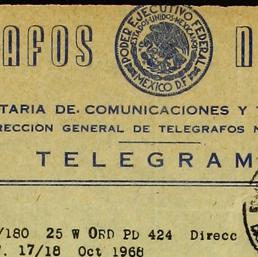 AFOS N
PODER EJECUTIVO FEDERAL
ESTADOS UNIDOS MEXICANOS
MEXICO D.F.
TARIA DE COMUNICACIONES Y
RECCION GENERAL DE TELEGRAFOS N
TELEGRAM
/180 25 W ORD PD 424 Direcc
. 17/18 Oct 1968